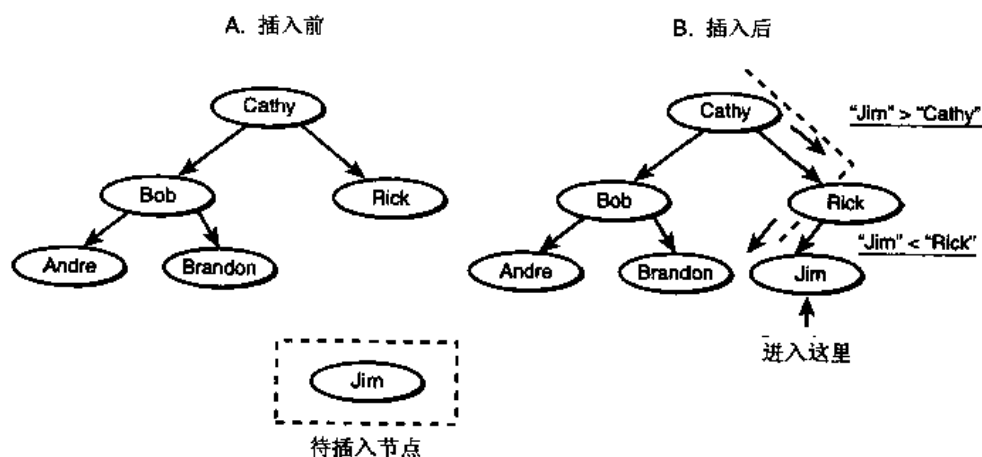 A. 插入前
Cathy
Bob
Rick
Andre
Brandon
Jim
待插入节点
B. 插入后
Cathy
"Jim" > "Cathy"
Bob
Rick
"Jim" < "Rick"
Andre
Brandon
Jim
进入这里